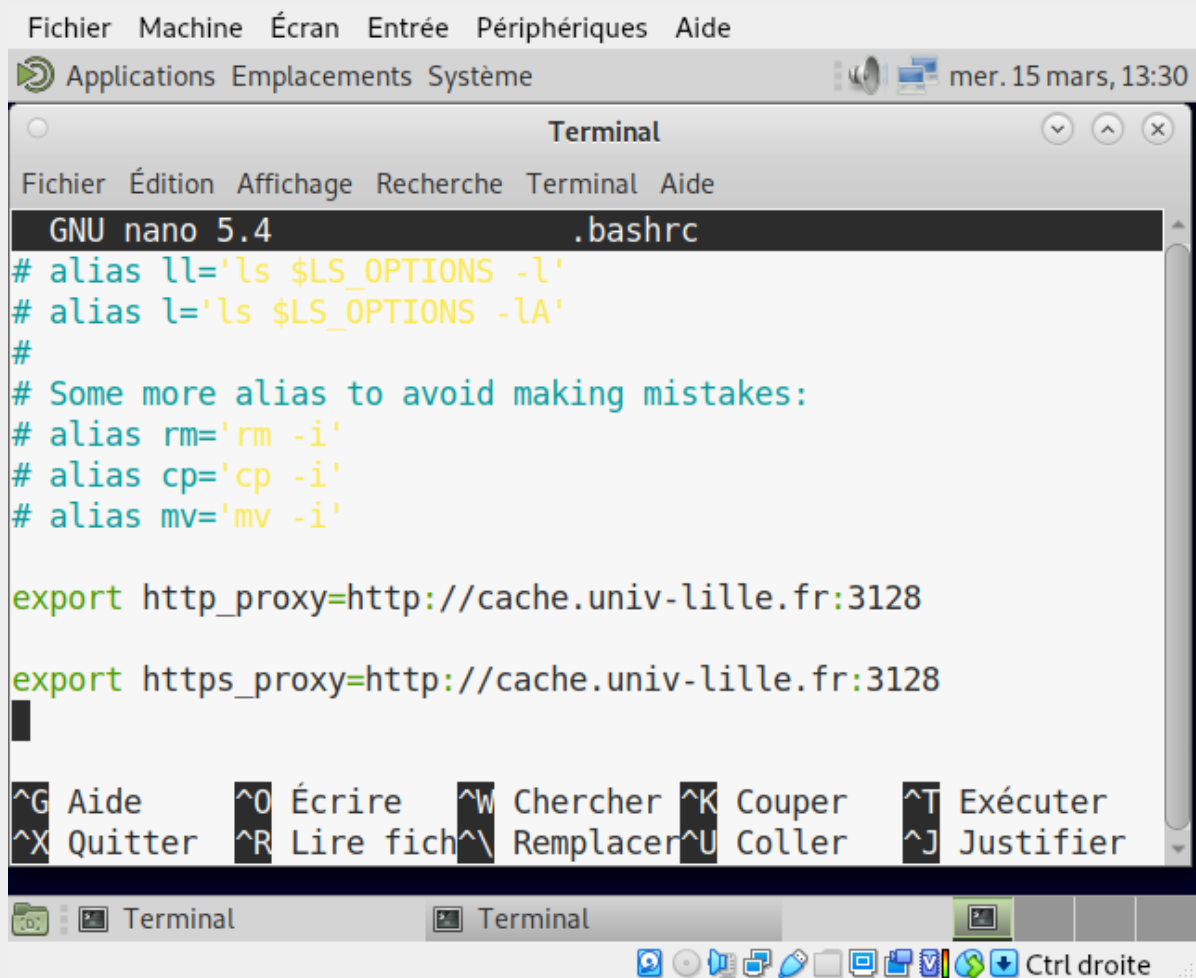 Fichier Machine Écran Entrée Périphériques Aide
Applications Emplacements Système mer. 15 mars, 13:30
Terminal
Fichier Édition Affichage Recherche Terminal Aide
GNU nano 5.4 .bashrc
# alias ll='ls $LS_OPTIONS -l'
# alias l='ls $LS_OPTIONS -lA'
#
# Some more alias to avoid making mistakes:
# alias rm='rm -i'
# alias cp='cp -i'
# alias mv='mv -i'
export http_proxy=http://cache.univ-lille.fr:3128
export https_proxy=http://cache.univ-lille.fr:3128
^G Aide ^O Écrire ^W Chercher ^K Couper ^T Exécuter
^X Quitter ^R Lire fich ^\ Remplacer ^U Coller ^J Justifier
Terminal Terminal
Ctrl droite